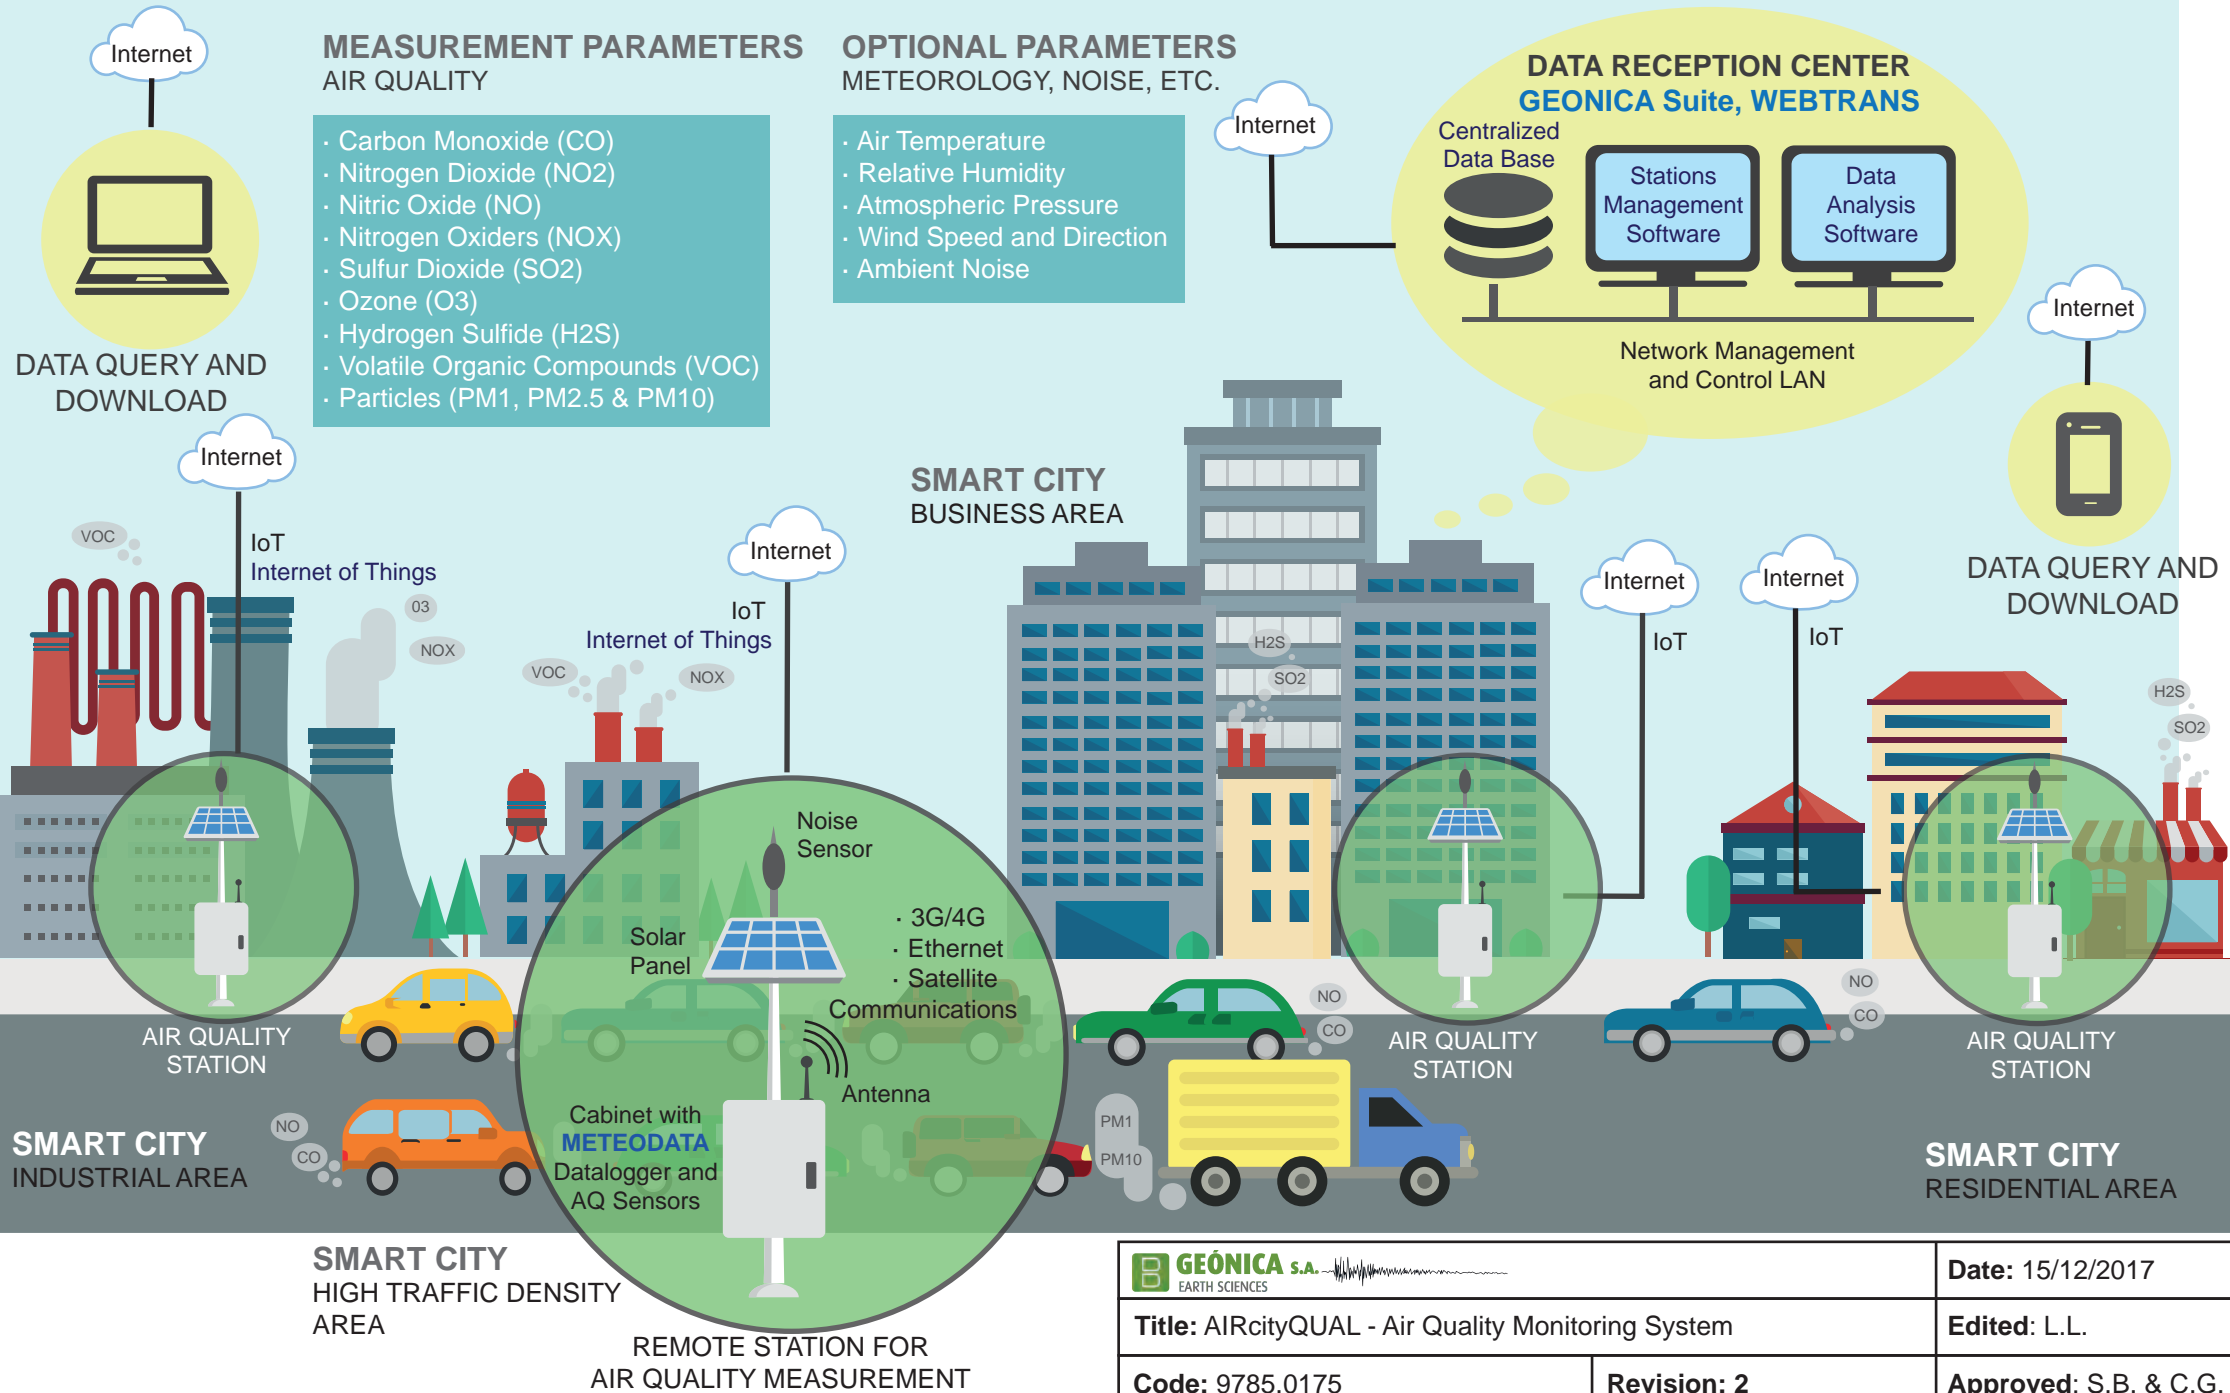 Internet
DATA QUERY AND
DOWNLOAD
MEASUREMENT PARAMETERS
AIR QUALITY
· Carbon Monoxide (CO)
· Nitrogen Dioxide (NO2)
· Nitric Oxide (NO)
· Nitrogen Oxiders (NOX)
· Sulfur Dioxide (SO2)
· Ozone (O3)
· Hydrogen Sulfide (H2S)
· Volatile Organic Compounds (VOC)
· Particles (PM1, PM2.5 & PM10)
OPTIONAL PARAMETERS
METEOROLOGY, NOISE, ETC.
· Air Temperature
· Relative Humidity
· Atmospheric Pressure
· Wind Speed and Direction
· Ambient Noise
Internet
DATA RECEPTION CENTER
GEONICA Suite, WEBTRANS
Centralized
Data Base
Stations
Management
Software
Data
Analysis
Software
Network Management
and Control LAN
Internet
DATA QUERY AND
DOWNLOAD
Internet
IoT
Internet of Things
VOC
03
NOX
Internet
IoT
Internet of Things
VOC
NOX
SMART CITY
BUSINESS AREA
H2S
SO2
Internet
IoT
Internet
IoT
H2S
SO2
Noise
Sensor
Solar
Panel
· 3G/4G
· Ethernet
· Satellite
Communications
Antenna
Cabinet with
METEODATA
Datalogger and
AQ Sensors
AIR QUALITY
STATION
NO
CO
AIR QUALITY
STATION
NO
CO
AIR QUALITY
STATION
SMART CITY
INDUSTRIAL AREA
NO
CO
PM1
PM10
SMART CITY
RESIDENTIAL AREA
SMART CITY
HIGH TRAFFIC DENSITY
AREA
REMOTE STATION FOR
AIR QUALITY MEASUREMENT
GEÓNICA S.A.
EARTH SCIENCES
Date: 15/12/2017
Title: AIRcityQUAL - Air Quality Monitoring System
Edited: L.L.
Code: 9785.0175
Revision: 2
Approved: S.B. & C.G.